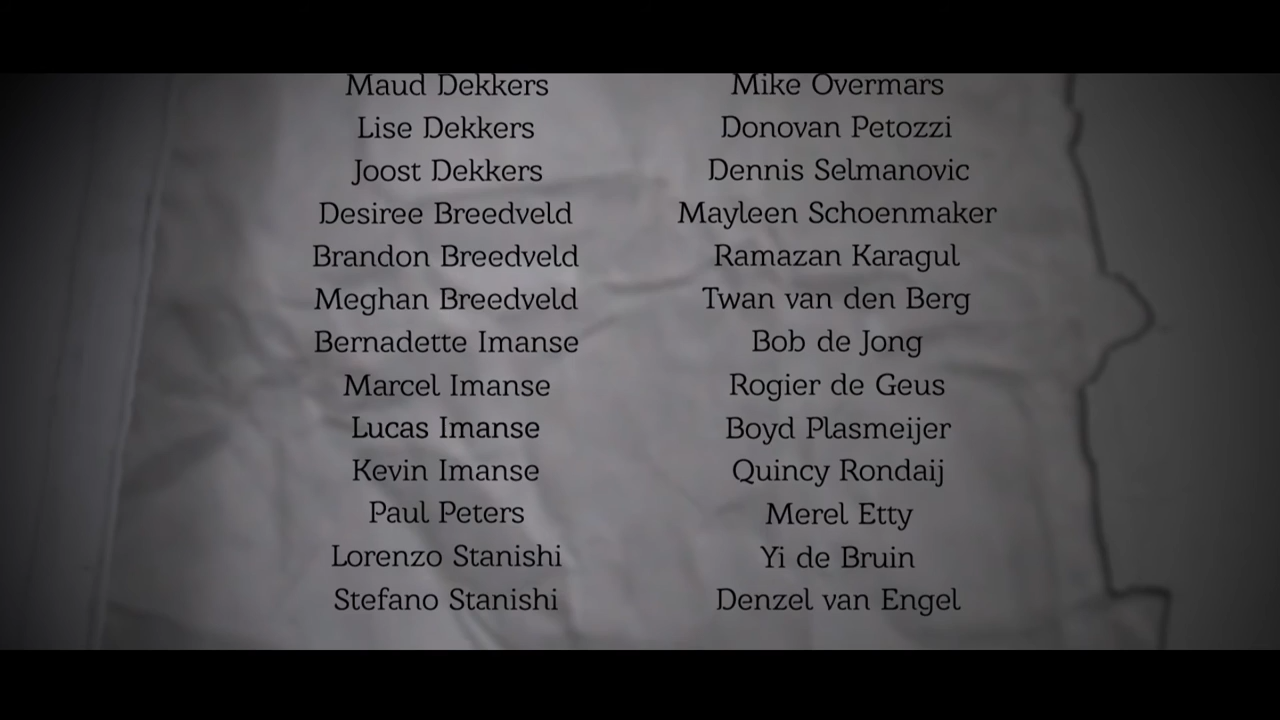 Maud Dekkers
Lise Dekkers
Joost Dekkers
Desiree Breedveld
Brandon Breedveld
Meghan Breedveld
Bernadette Imanse
Marcel Imanse
Lucas Imanse
Kevin Imanse
Paul Peters
Lorenzo Stanishi
Stefano Stanishi
Mike Overmars
Donovan Petozzi
Dennis Selmanovic
Mayleen Schoenmaker
Ramazan Karagul
Twan van den Berg
Bob de Jong
Rogier de Geus
Boyd Plasmeijer
Quincy Rondaij
Merel Etty
Yi de Bruin
Denzel van Engel